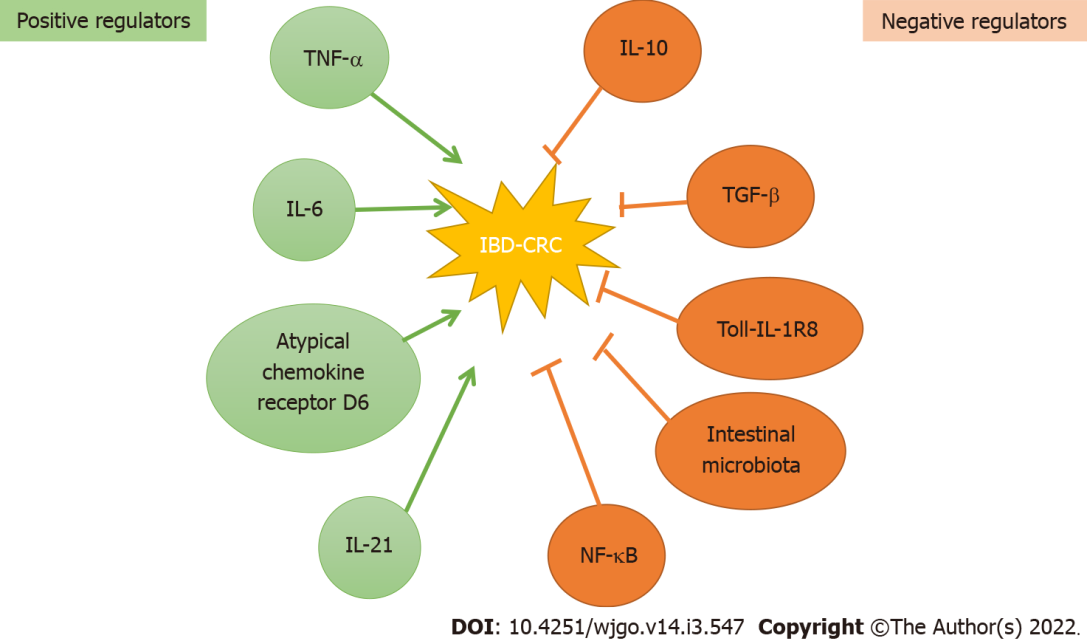 Positive regulators
Negative regulators
TNF-α
IL-10
IL-6
TGF-β
IBD-CRC
Toll-IL-1R8
Atypical
chemokine
receptor D6
Intestinal
microbiota
IL-21
NF-κB
DOI: 10.4251/wjgo.v14.i3.547 Copyright ©The Author(s) 2022.